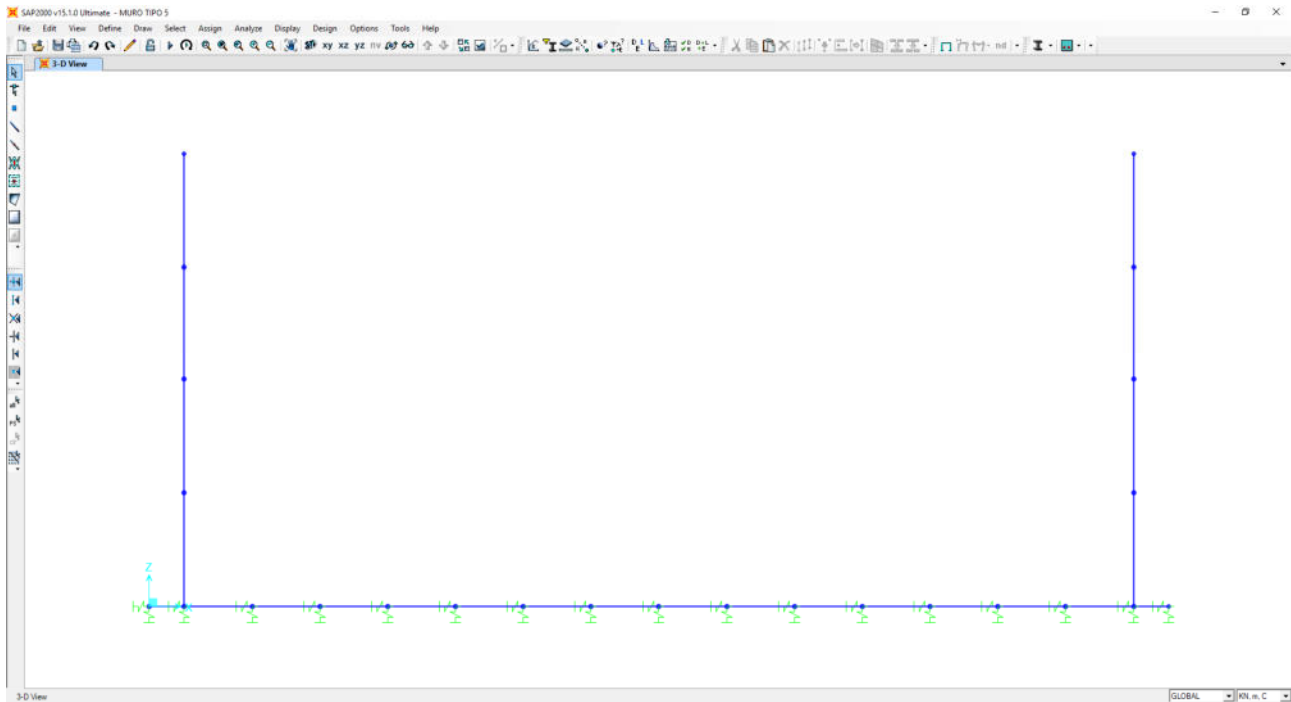 SAP2000 v15.1.0 Ultimate - MURO TIPO 5
File Edit View Define Draw Select Assign Analyze Display Design Options Tools Help
xy xz yz nv nd
3-D View
Z
3-D View GLOBAL KN, m, C